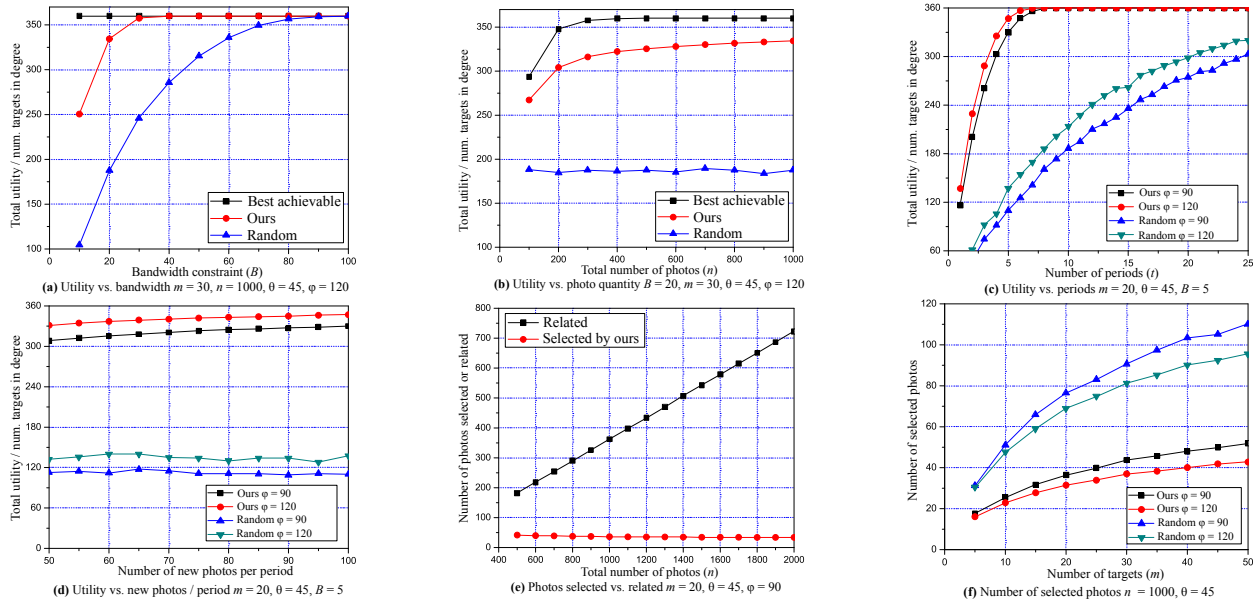 Total utility / num. targets in degree
350
300
250
200
150
100
0
20
40
60
80
100
Best achievable
Ours
Random
Bandwidth constraint (B)
(a) Utility vs. bandwidth m = 30, n = 1000, θ = 45, φ = 120
Total utility / num. targets in degree
350
300
250
200
150
100
0
200
400
600
800
1000
Best achievable
Ours
Random
Total number of photos (n)
(b) Utility vs. photo quantity B = 20, m = 30, θ = 45, φ = 120
Total utility / num. targets in degree
360
310
260
210
160
110
60
0
5
10
15
20
25
Ours φ = 90
Ours φ = 120
Random φ = 90
Random φ = 120
Number of periods (t)
(c) Utility vs. periods m = 20, θ = 45, B = 5
Total utility / num. targets in degree
360
300
240
180
120
60
0
50
60
70
80
90
100
Ours φ = 90
Ours φ = 120
Random φ = 90
Random φ = 120
Number of new photos per period
(d) Utility vs. new photos / period m = 20, θ = 45, B = 5
Number of photos selected or related
800
700
600
500
400
300
200
100
0
400
600
800
1000
1200
1400
1600
1800
2000
Related
Selected by ours
Total number of photos (n)
(e) Photos selected vs. related m = 20, θ = 45, φ = 90
Number of selected photos
120
100
80
60
40
20
0
0
10
20
30
40
50
Ours φ = 90
Ours φ = 120
Random φ = 90
Random φ = 120
Number of targets (m)
(f) Number of selected photos n = 1000, θ = 45